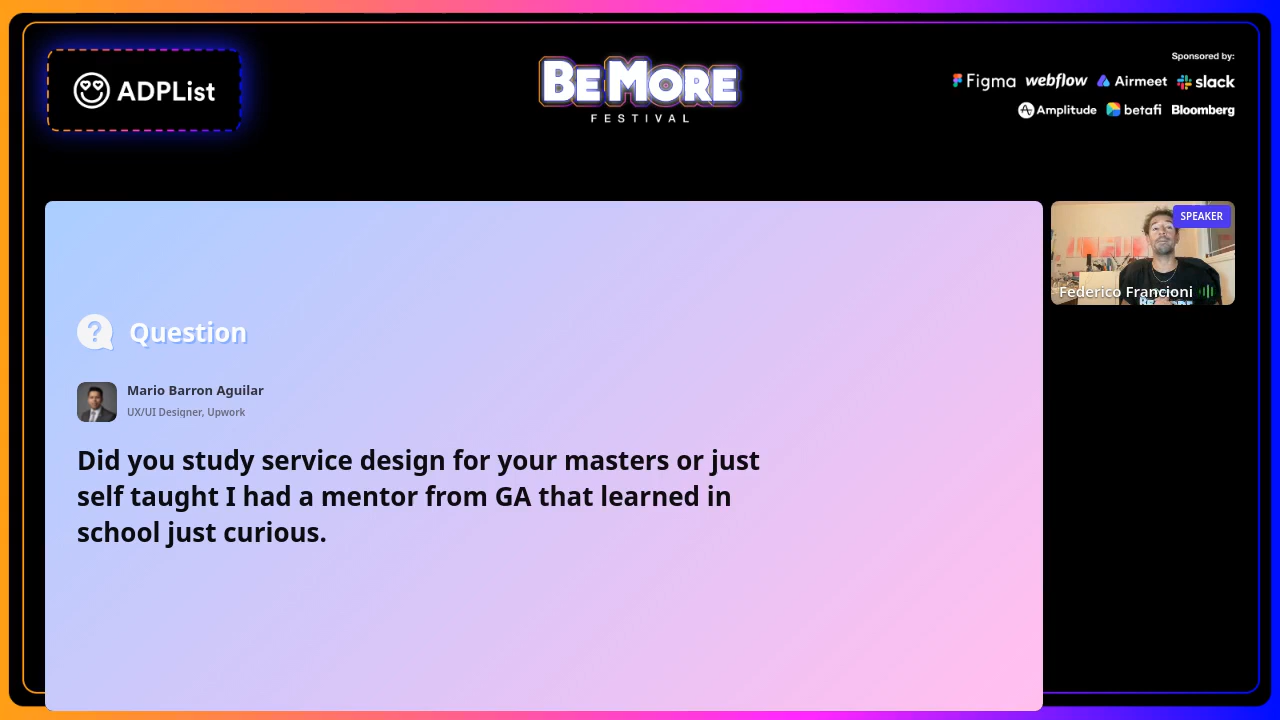 ADPList
BE MORE
FESTIVAL
Sponsored by:
Figma webflow Airmeet slack
Amplitude betafi Bloomberg
SPEAKER
Federico Francioni
Question
Mario Barron Aguilar
UX/UI Designer, Upwork
Did you study service design for your masters or just
self taught I had a mentor from GA that learned in
school just curious.